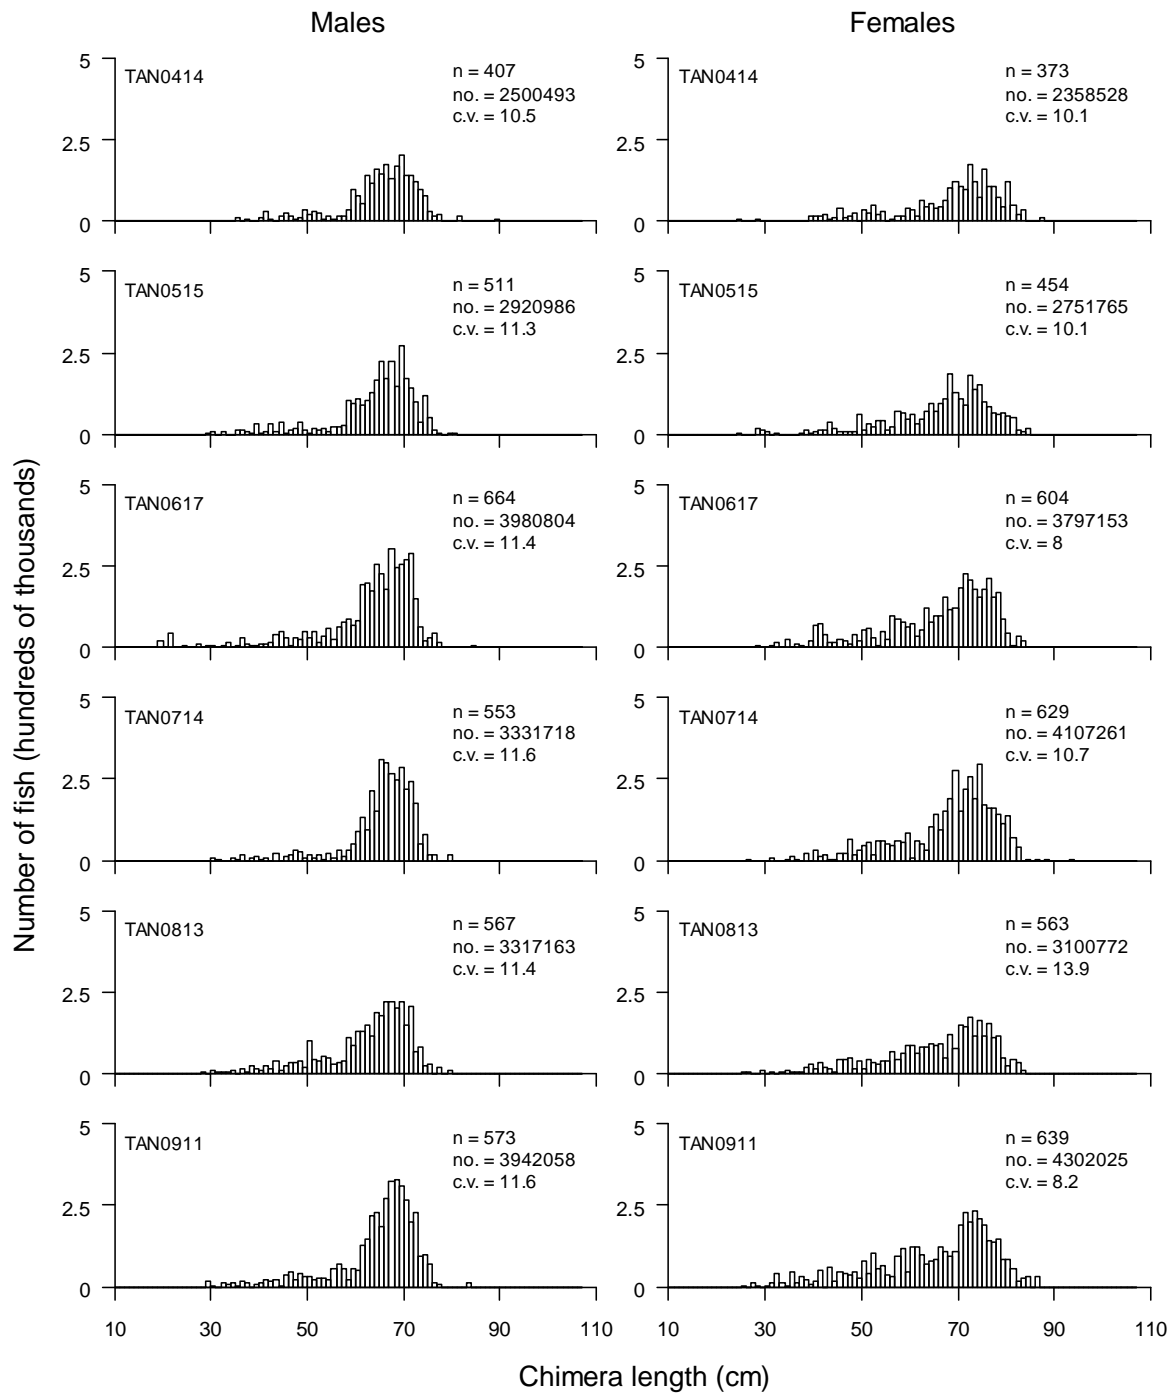 Males
Females
5
TAN0414
n = 407
no. = 2500493
c.v. = 10.5
2.5
0
5
TAN0414
n = 373
no. = 2358528
c.v. = 10.1
2.5
0
5
TAN0515
n = 511
no. = 2920986
c.v. = 11.3
2.5
0
5
TAN0515
n = 454
no. = 2751765
c.v. = 10.1
2.5
0
5
TAN0617
n = 664
no. = 3980804
c.v. = 11.4
2.5
0
5
TAN0617
n = 604
no. = 3797153
c.v. = 8
2.5
0
5
TAN0714
n = 553
no. = 3331718
c.v. = 11.6
2.5
0
5
TAN0714
n = 629
no. = 4107261
c.v. = 10.7
2.5
0
5
TAN0813
n = 567
no. = 3317163
c.v. = 11.4
2.5
0
5
TAN0813
n = 563
no. = 3100772
c.v. = 13.9
2.5
0
5
TAN0911
n = 573
no. = 3942058
c.v. = 11.6
2.5
0
5
TAN0911
n = 639
no. = 4302025
c.v. = 8.2
2.5
0
10 30 50 70 90 110
10 30 50 70 90 110
Number of fish (hundreds of thousands)
Chimera length (cm)